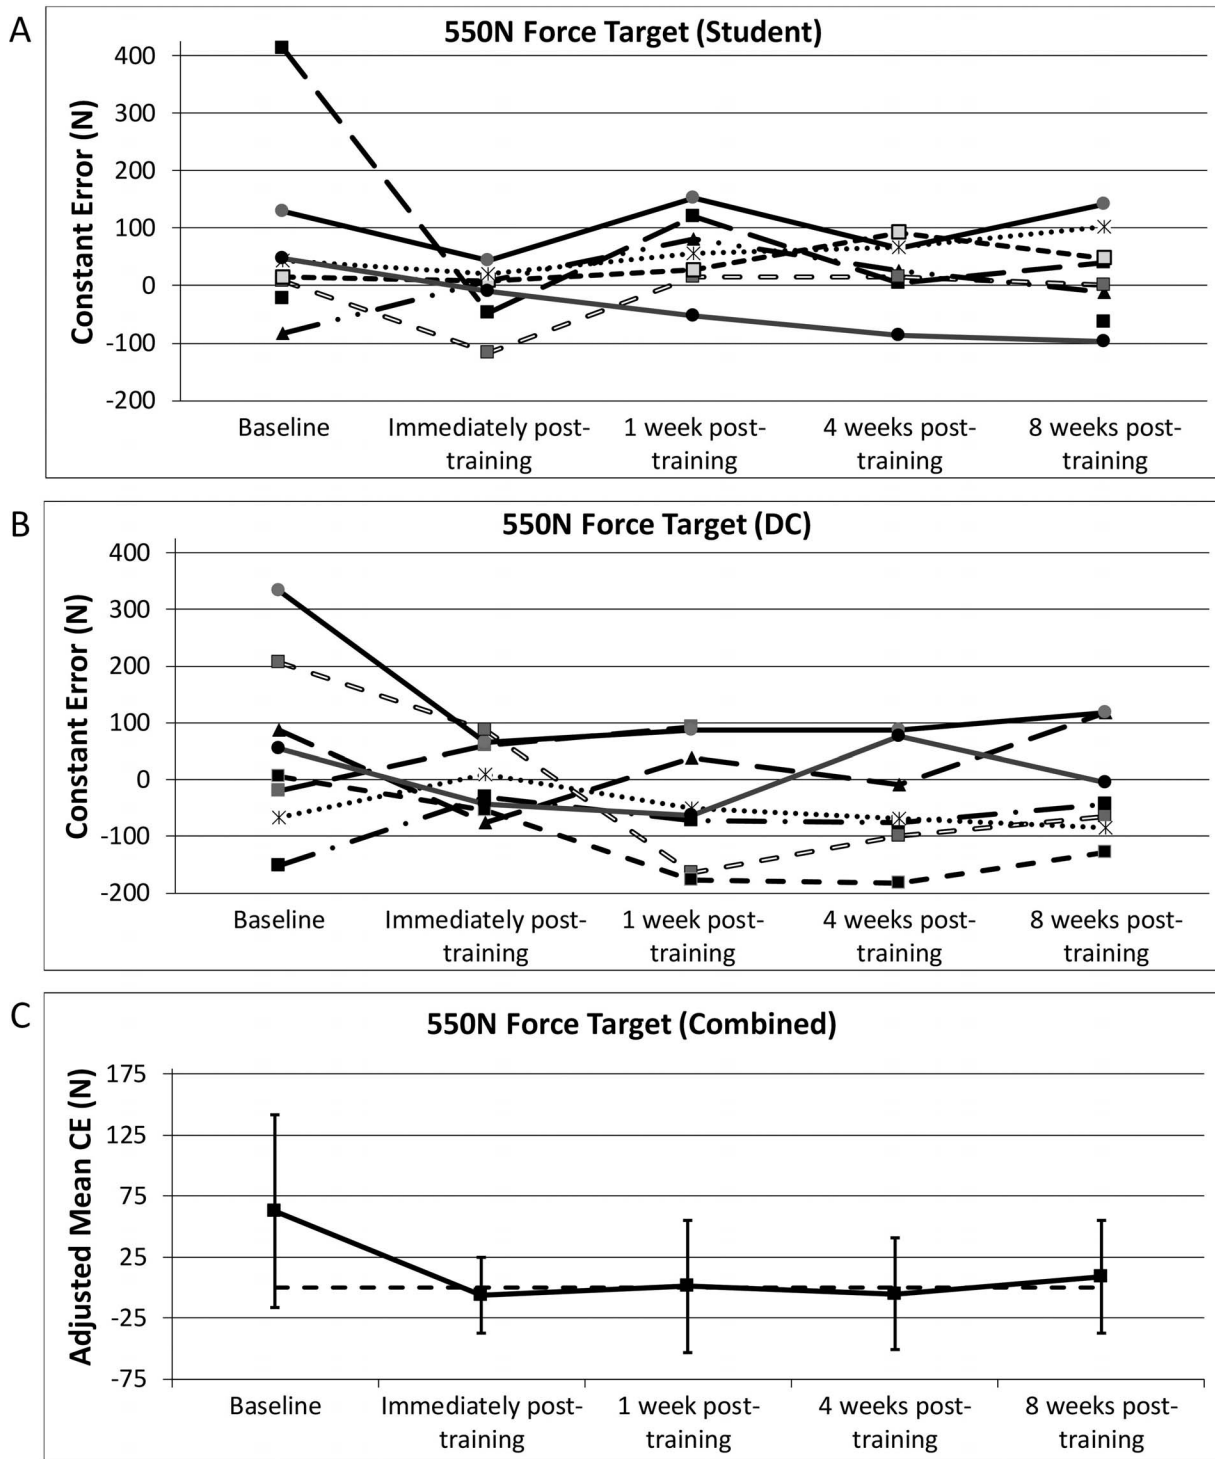 A
550N Force Target (Student)
Constant Error (N)
400
300
200
100
0
-100
-200
Baseline
Immediately post-
training
1 week post-
training
4 weeks post-
training
8 weeks post-
training
B
550N Force Target (DC)
Constant Error (N)
400
300
200
100
0
-100
-200
Baseline
Immediately post-
training
1 week post-
training
4 weeks post-
training
8 weeks post-
training
C
550N Force Target (Combined)
Adjusted Mean CE (N)
175
125
75
25
-25
-75
Baseline
Immediately post-
training
1 week post-
training
4 weeks post-
training
8 weeks post-
training